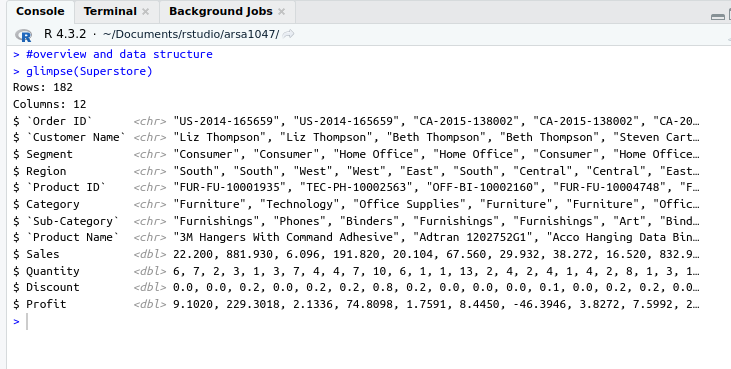 Console Terminal × Background Jobs ×
R 4.3.2 · ~/Documents/rstudio/arsa1047/
> #overview and data structure
> glimpse(Superstore)
Rows: 182
Columns: 12
$ `Order ID` <chr> "US-2014-165659", "US-2014-165659", "CA-2015-138002", "CA-2015-138002", "CA-20…
$ `Customer Name` <chr> "Liz Thompson", "Liz Thompson", "Beth Thompson", "Beth Thompson", "Steven Cart…
$ Segment <chr> "Consumer", "Consumer", "Home Office", "Home Office", "Consumer", "Home Office…
$ Region <chr> "South", "South", "West", "West", "East", "South", "Central", "Central", "East…
$ `Product ID` <chr> "FUR-FU-10001935", "TEC-PH-10002563", "OFF-BI-10002160", "FUR-FU-10004748", "F…
$ Category <chr> "Furniture", "Technology", "Office Supplies", "Furniture", "Furniture", "Offic…
$ `Sub-Category` <chr> "Furnishings", "Phones", "Binders", "Furnishings", "Furnishings", "Art", "Bind…
$ `Product Name` <chr> "3M Hangers With Command Adhesive", "Adtran 1202752G1", "Acco Hanging Data Bin…
$ Sales <dbl> 22.200, 881.930, 6.096, 191.820, 20.104, 67.560, 29.932, 38.272, 16.520, 832.9…
$ Quantity <dbl> 6, 7, 2, 3, 1, 3, 7, 4, 4, 7, 10, 6, 1, 1, 13, 2, 4, 2, 4, 1, 4, 2, 8, 1, 3, 1…
$ Discount <dbl> 0.0, 0.0, 0.2, 0.0, 0.2, 0.2, 0.8, 0.2, 0.0, 0.0, 0.0, 0.1, 0.0, 0.2, 0.2, 0.0…
$ Profit <dbl> 9.1020, 229.3018, 2.1336, 74.8098, 1.7591, 8.4450, -46.3946, 3.8272, 7.5992, 2…
>